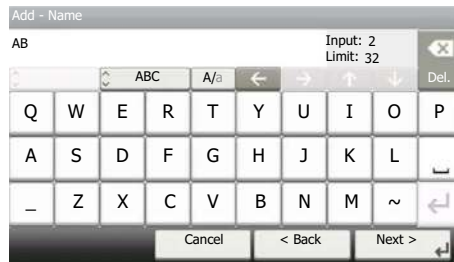 Add - Name
AB
Input: 2
Limit: 32
ABC A/a Del.
Q W E R T Y U I O P
A S D F G H J K L
_ Z X C V B N M ~
Cancel < Back Next >